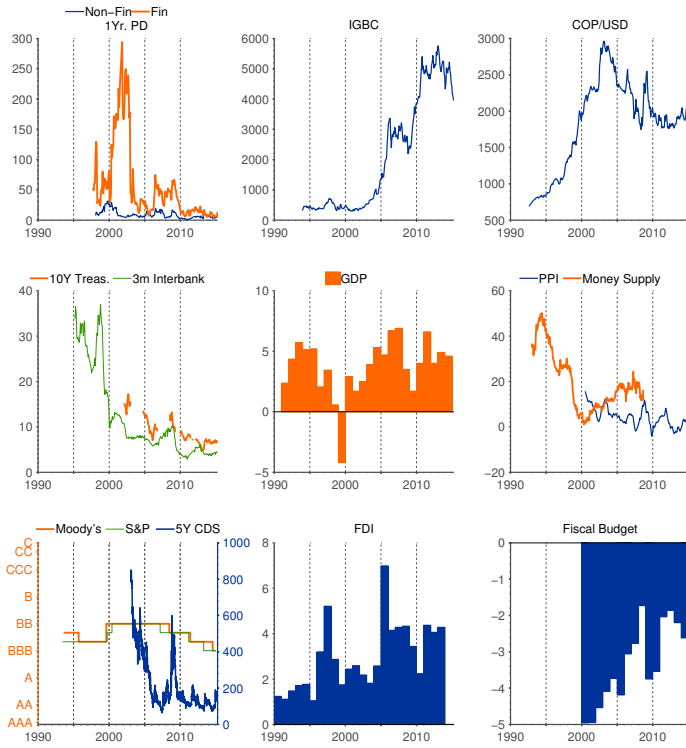 Non-Fin Fin
1Yr. PD
300
250
200
150
100
50
0
1990 2000 2010
IGBC
6000
5000
4000
3000
2000
1000
0
1990 2000 2010
COP/USD
3000
2500
2000
1500
1000
500
1990 2000 2010
10Y Treas. 3m Interbank
40
30
20
10
0
1990 2000 2010
GDP
10
5
0
−5
1990 2000 2010
PPI Money Supply
60
40
20
0
−20
1990 2000 2010
Moody's S&P 5Y CDS
C
CC
CCC
B
BB
BBB
A
AA
AAA
1000
800
600
400
200
0
1990 2000 2010
FDI
8
6
4
2
0
1990 2000 2010
Fiscal Budget
0
−1
−2
−3
−4
−5
1990 2000 2010